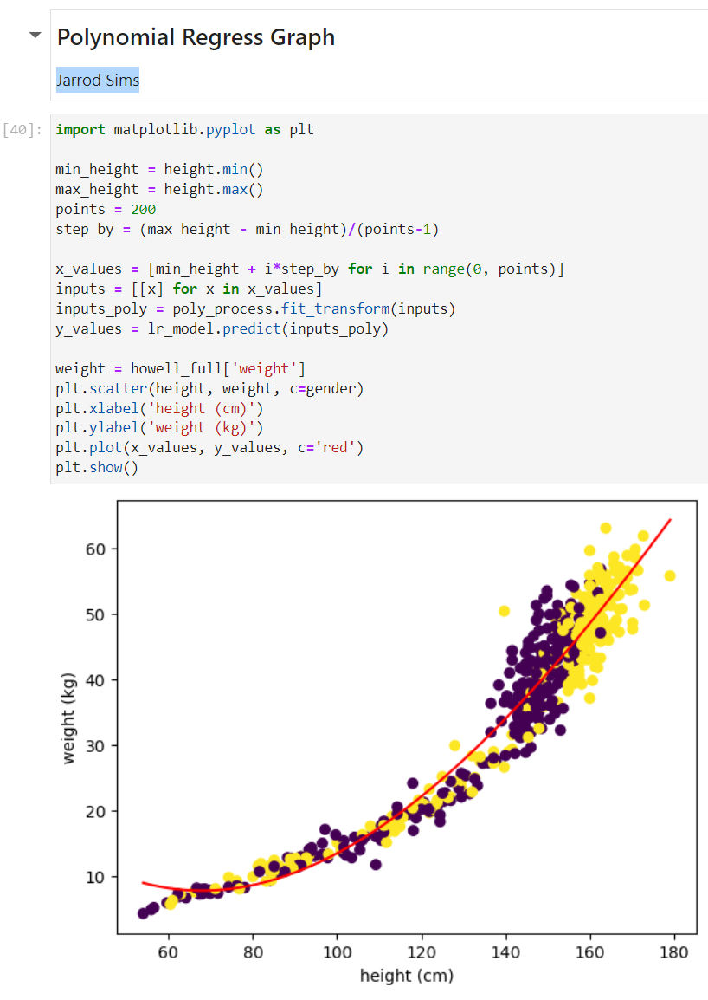 Polynomial Regress Graph
Jarrod Sims
[40]:
import matplotlib.pyplot as plt
min_height = height.min()
max_height = height.max()
points = 200
step_by = (max_height - min_height)/(points-1)
x_values = [min_height + i*step_by for i in range(0, points)]
inputs = [[x] for x in x_values]
inputs_poly = poly_process.fit_transform(inputs)
y_values = lr_model.predict(inputs_poly)
weight = howell_full['weight']
plt.scatter(height, weight, c=gender)
plt.xlabel('height (cm)')
plt.ylabel('weight (kg)')
plt.plot(x_values, y_values, c='red')
plt.show()
weight (kg)
60
50
40
30
20
10
60 80 100 120 140 160 180
height (cm)